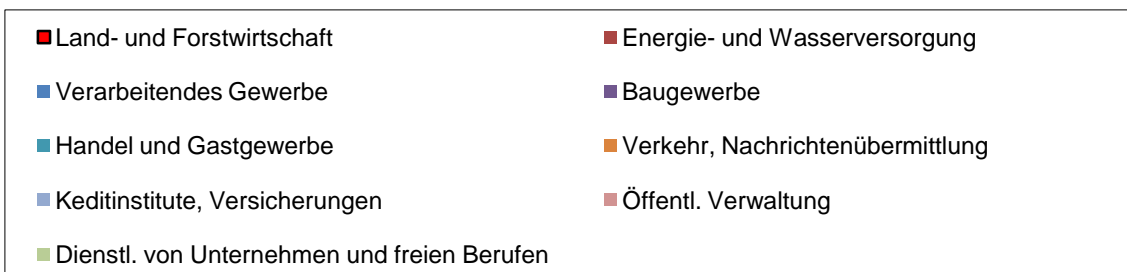 Land- und Forstwirtschaft
Energie- und Wasserversorgung
Verarbeitendes Gewerbe
Baugewerbe
Handel und Gastgewerbe
Verkehr, Nachrichtenübermittlung
Keditinstitute, Versicherungen
Öffentl. Verwaltung
Dienstl. von Unternehmen und freien Berufen